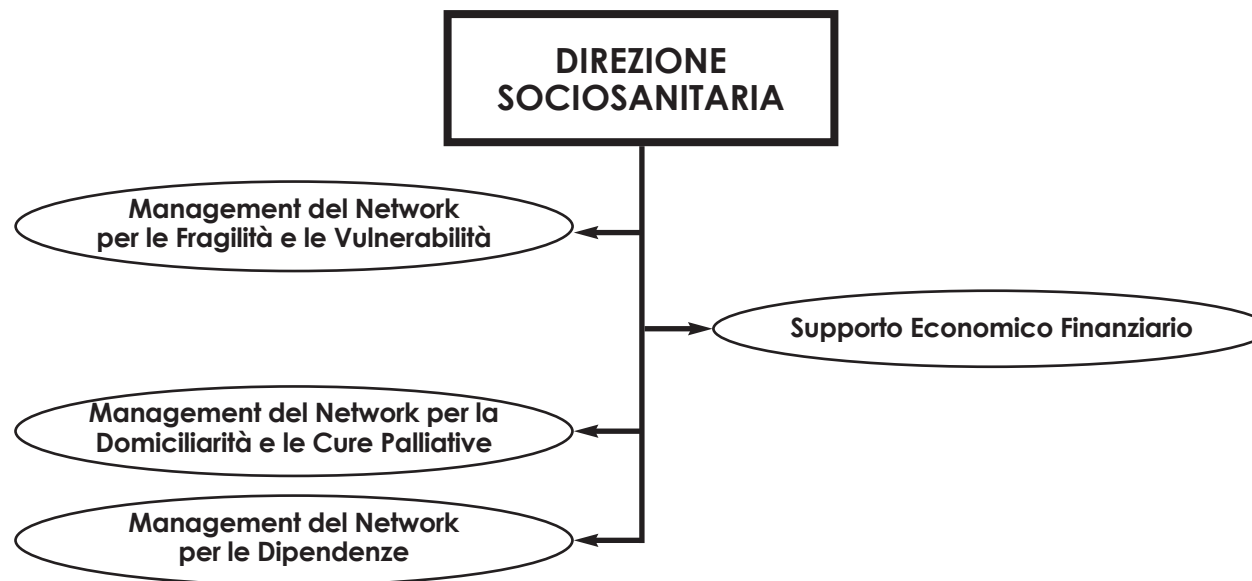 DIREZIONE
SOCIOSANITARIA
Management del Network
per le Fragilità e le Vulnerabilità
Supporto Economico Finanziario
Management del Network per la
Domiciliarità e le Cure Palliative
Management del Network
per le Dipendenze